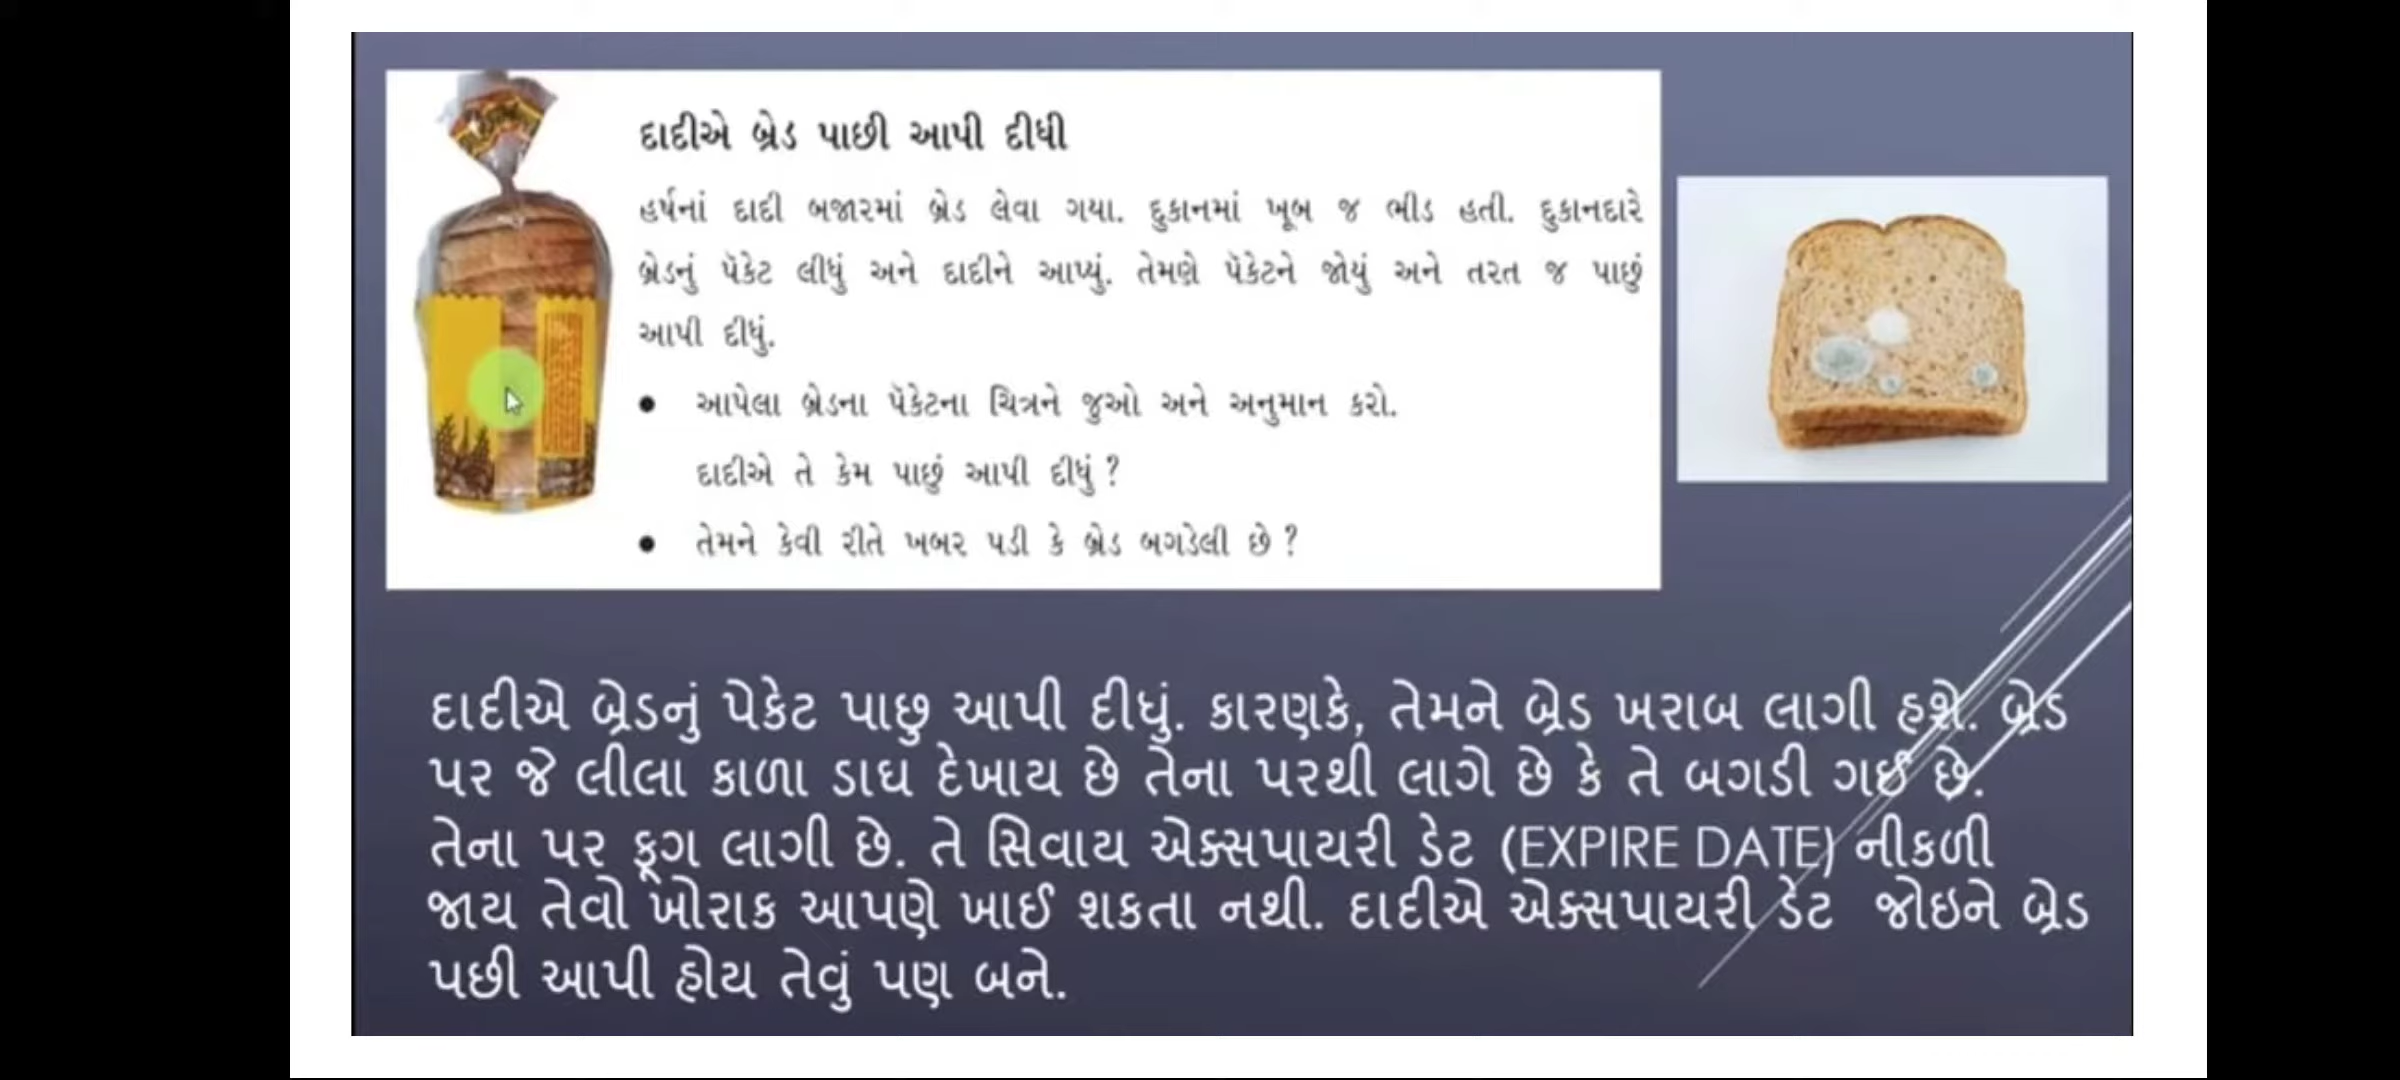 દાદીએ બ્રેડ પાછી આપી દીધી
હર્ષનાં દાદી બજારમાં બ્રેડ લેવા ગયા. દુકાનમાં ખૂબ જ ભીડ હતી. દુકાનદારે
બ્રેડનું પૅકેટ લીધું અને દાદીને આપ્યું. તેમણે પૅકેટને જોયું અને તરત જ પાછું
આપી દીધું.
● આપેલા બ્રેડના પૅકેટના ચિત્રને જુઓ અને અનુમાન કરો.
દાદીએ તે કેમ પાછું આપી દીધું ?
● તેમને કેવી રીતે ખબર પડી કે બ્રેડ બગડેલી છે ?
દાદીએ બ્રેડનું પેકેટ પાછુ આપી દીધું. કારણકે, તેમને બ્રેડ ખરાબ લાગી હશે. બ્રેડ
પર જે લીલા કાળા ડાઘ દેખાય છે તેના પરથી લાગે છે કે તે બગડી ગઈ છે.
તેના પર ફૂગ લાગી છે. તે સિવાય એક્સપાયરી ડેટ (EXPIRE DATE) નીકળી
જાય તેવો ખોરાક આપણે ખાઈ શકતા નથી. દાદીએ એક્સપાયરી ડેટ જોઇને બ્રેડ
પછી આપી હોય તેવું પણ બને.